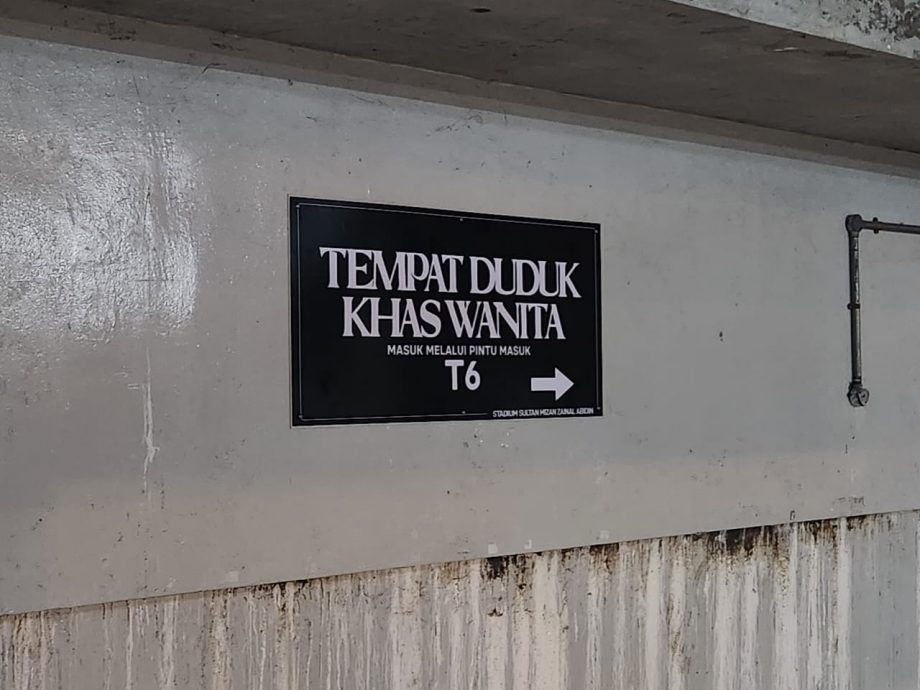 TEMPAT DUDUK
KHAS WANITA
MASUK MELALUI PINTU MASUK
T6
STADIUM SULTAN MIZAN ZAINAL ABIDIN